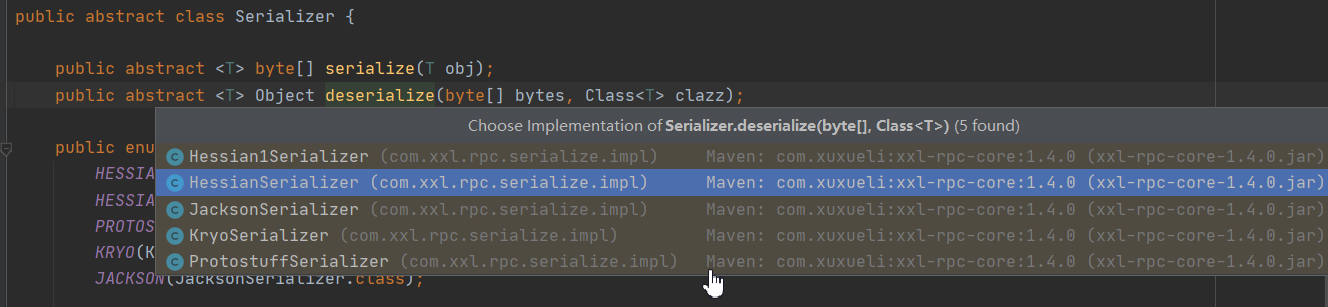 public abstract class Serializer {
public abstract <T> byte[] serialize(T obj);
public abstract <T> Object deserialize(byte[] bytes, Class<T> clazz);
Choose Implementation of Serializer.deserialize(byte[], Class<T>) (5 found)
public enu
Hessian1Serializer (com.xxl.rpc.serialize.impl) Maven: com.xuxueli:xxl-rpc-core:1.4.0 (xxl-rpc-core-1.4.0.jar)
HESSIA
HessianSerializer (com.xxl.rpc.serialize.impl) Maven: com.xuxueli:xxl-rpc-core:1.4.0 (xxl-rpc-core-1.4.0.jar)
HESSIA
JacksonSerializer (com.xxl.rpc.serialize.impl) Maven: com.xuxueli:xxl-rpc-core:1.4.0 (xxl-rpc-core-1.4.0.jar)
PROTOS
KryoSerializer (com.xxl.rpc.serialize.impl) Maven: com.xuxueli:xxl-rpc-core:1.4.0 (xxl-rpc-core-1.4.0.jar)
KRYO(K
ProtostuffSerializer (com.xxl.rpc.serialize.impl) Maven: com.xuxueli:xxl-rpc-core:1.4.0 (xxl-rpc-core-1.4.0.jar)
JACKSON(JacksonSerializer.class);